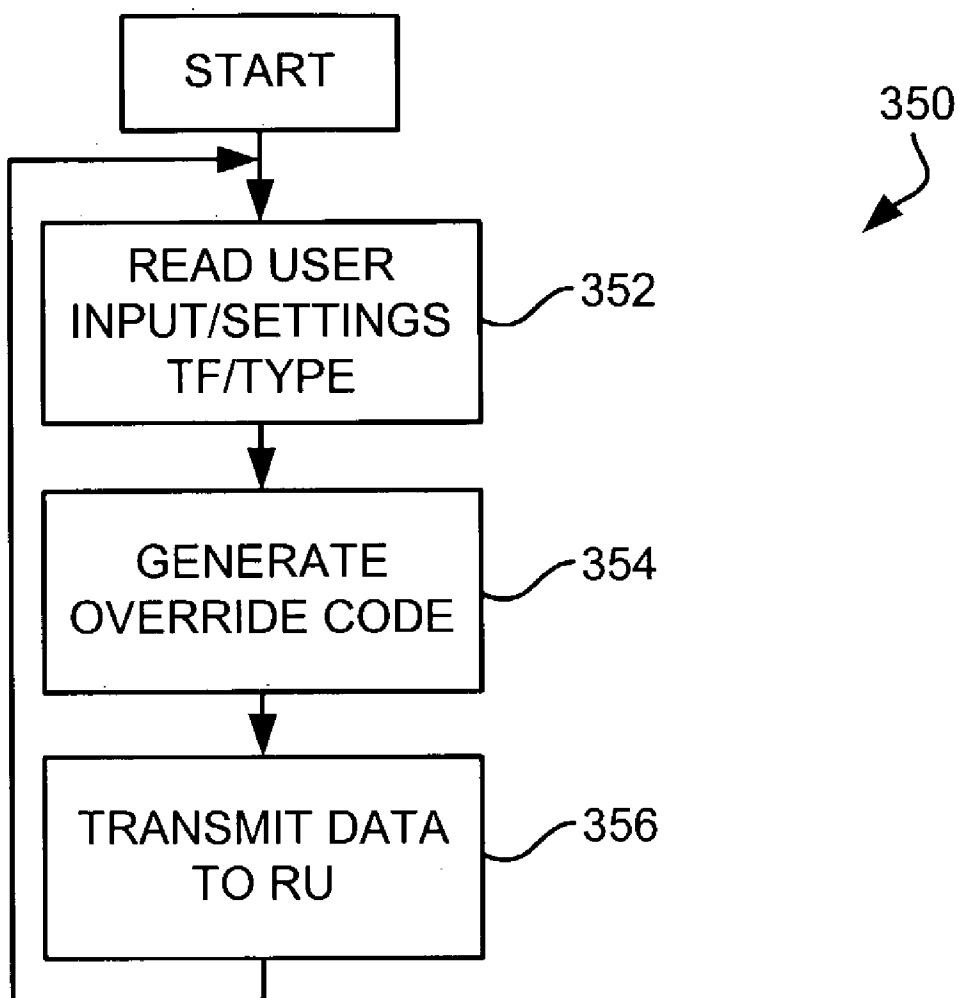 START
350
READ USER
INPUT/SETTINGS
TF/TYPE
352
GENERATE
OVERRIDE CODE
354
TRANSMIT DATA
TO RU
356